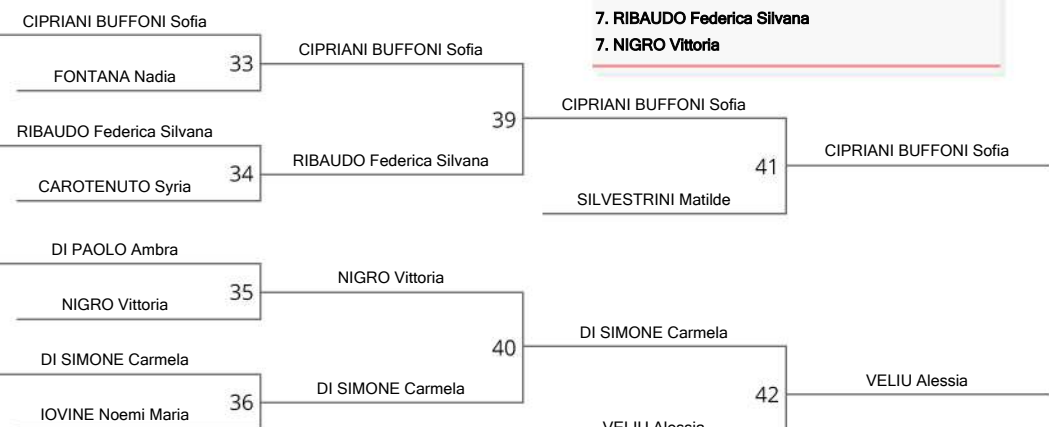 CIPRIANI BUFFONI Sofia
FONTANA Nadia
33
CIPRIANI BUFFONI Sofia
RIBAUDO Federica Silvana
CAROTENUTO Syria
34
RIBAUDO Federica Silvana
39
CIPRIANI BUFFONI Sofia
SILVESTRINI Matilde
41
CIPRIANI BUFFONI Sofia
7. RIBAUDO Federica Silvana
7. NIGRO Vittoria
DI PAOLO Ambra
NIGRO Vittoria
35
NIGRO Vittoria
DI SIMONE Carmela
IOVINE Noemi Maria
36
DI SIMONE Carmela
40
DI SIMONE Carmela
VELIU Alessia
42
VELIU Alessia